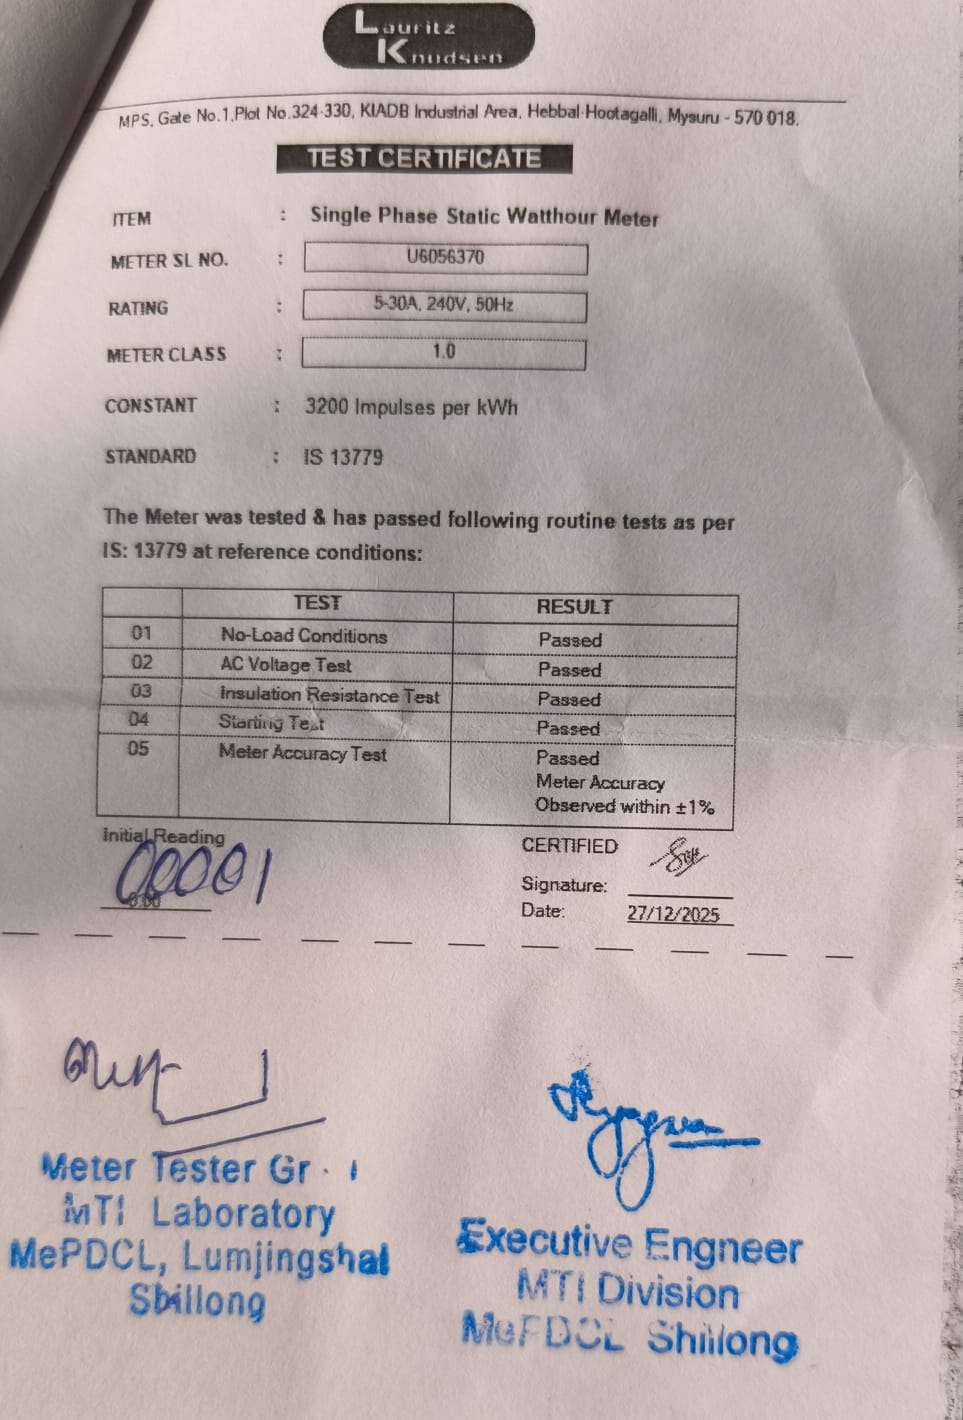 Lauritz
Knudsen
MPS, Gate No.1,Plot No.324-330, KIADB Industrial Area, Hebbal-Hootagalli, Mysuru - 570 018.
TEST CERTIFICATE
ITEM : Single Phase Static Watthour Meter
METER SL NO. : U6056370
RATING : 5-30A, 240V, 50Hz
METER CLASS : 1.0
CONSTANT : 3200 Impulses per kWh
STANDARD : IS 13779
The Meter was tested & has passed following routine tests as per
IS: 13779 at reference conditions:
TEST RESULT
01 No-Load Conditions Passed
02 AC Voltage Test Passed
03 Insulation Resistance Test Passed
04 Starting Test Passed
05 Meter Accuracy Test Passed
Meter Accuracy
Observed within ±1%
Initial Reading
00001
0.00
CERTIFIED
Signature:
Date: 27/12/2025
Meter Tester Gr. I
MTI Laboratory
MePDCL, Lumjingshai
Shillong
Executive Engneer
MTI Division
MePDCL Shillong